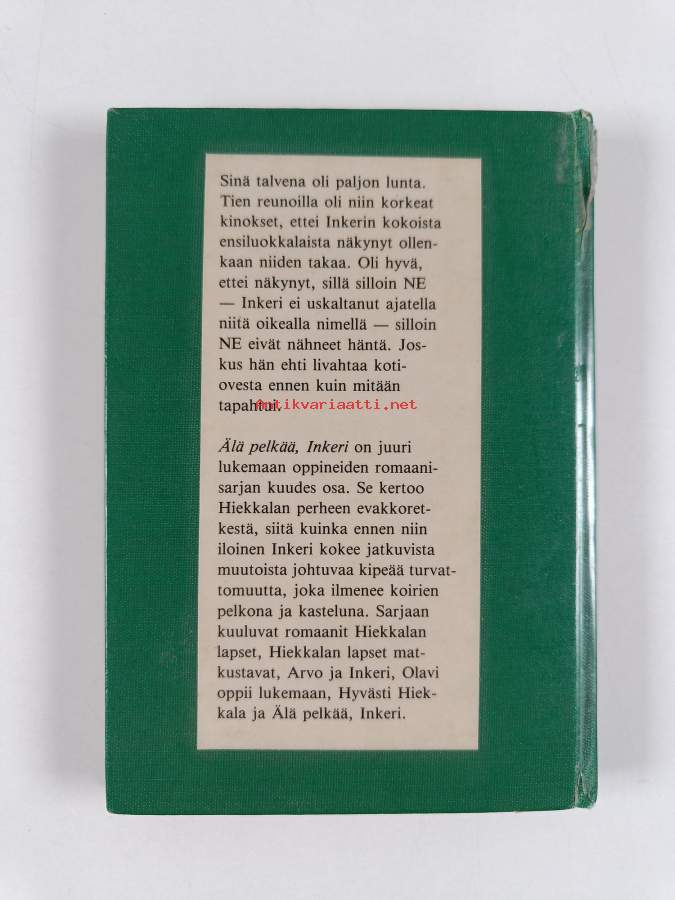 Sinä talvena oli paljon lunta.
Tien reunoilla oli niin korkeat
kinokset, ettei Inkerin kokoista
ensiluokkalaista näkynyt ollen-
kaan niiden takaa. Oli hyvä,
ettei näkynyt, sillä silloin NE
— Inkeri ei uskaltanut ajatella
niitä oikealla nimellä — silloin
NE eivät nähneet häntä. Jos-
kus hän ehti livahtaa koti-
ovesta ennen kuin mitään
tapahtui.
Antikvariaatti.net
Älä pelkää, Inkeri on juuri
lukemaan oppineiden romaani-
sarjan kuudes osa. Se kertoo
Hiekkalan perheen evakkoret-
kestä, siitä kuinka ennen niin
iloinen Inkeri kokee jatkuvista
muutoista johtuvaa kipeää turvat-
tomuutta, joka ilmenee koirien
pelkona ja kasteluna. Sarjaan
kuuluvat romaanit Hiekkalan
lapset, Hiekkalan lapset mat-
kustavat, Arvo ja Inkeri, Olavi
oppii lukemaan, Hyvästi Hiek-
kala ja Älä pelkää, Inkeri.